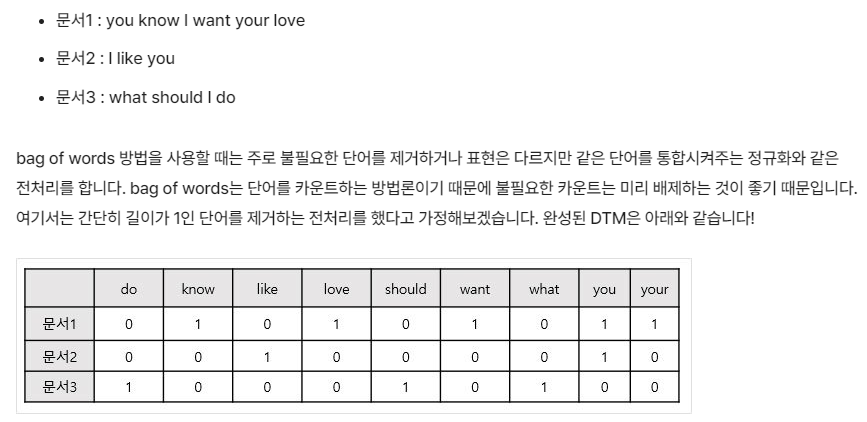 • 문서1 : you know I want your love
• 문서2 : I like you
• 문서3 : what should I do
bag of words 방법을 사용할 때는 주로 불필요한 단어를 제거하거나 표현은 다르지만 같은 단어를 통합시켜주는 정규화와 같은
전처리를 합니다. bag of words는 단어를 카운트하는 방법론이기 때문에 불필요한 카운트는 미리 배제하는 것이 좋기 때문입니다.
여기서는 간단히 길이가 1인 단어를 제거하는 전처리를 했다고 가정해보겠습니다. 완성된 DTM은 아래와 같습니다!
do know like love should want what you your
문서1 0 1 0 1 0 1 0 1 1
문서2 0 0 1 0 0 0 0 1 0
문서3 1 0 0 0 1 0 1 0 0